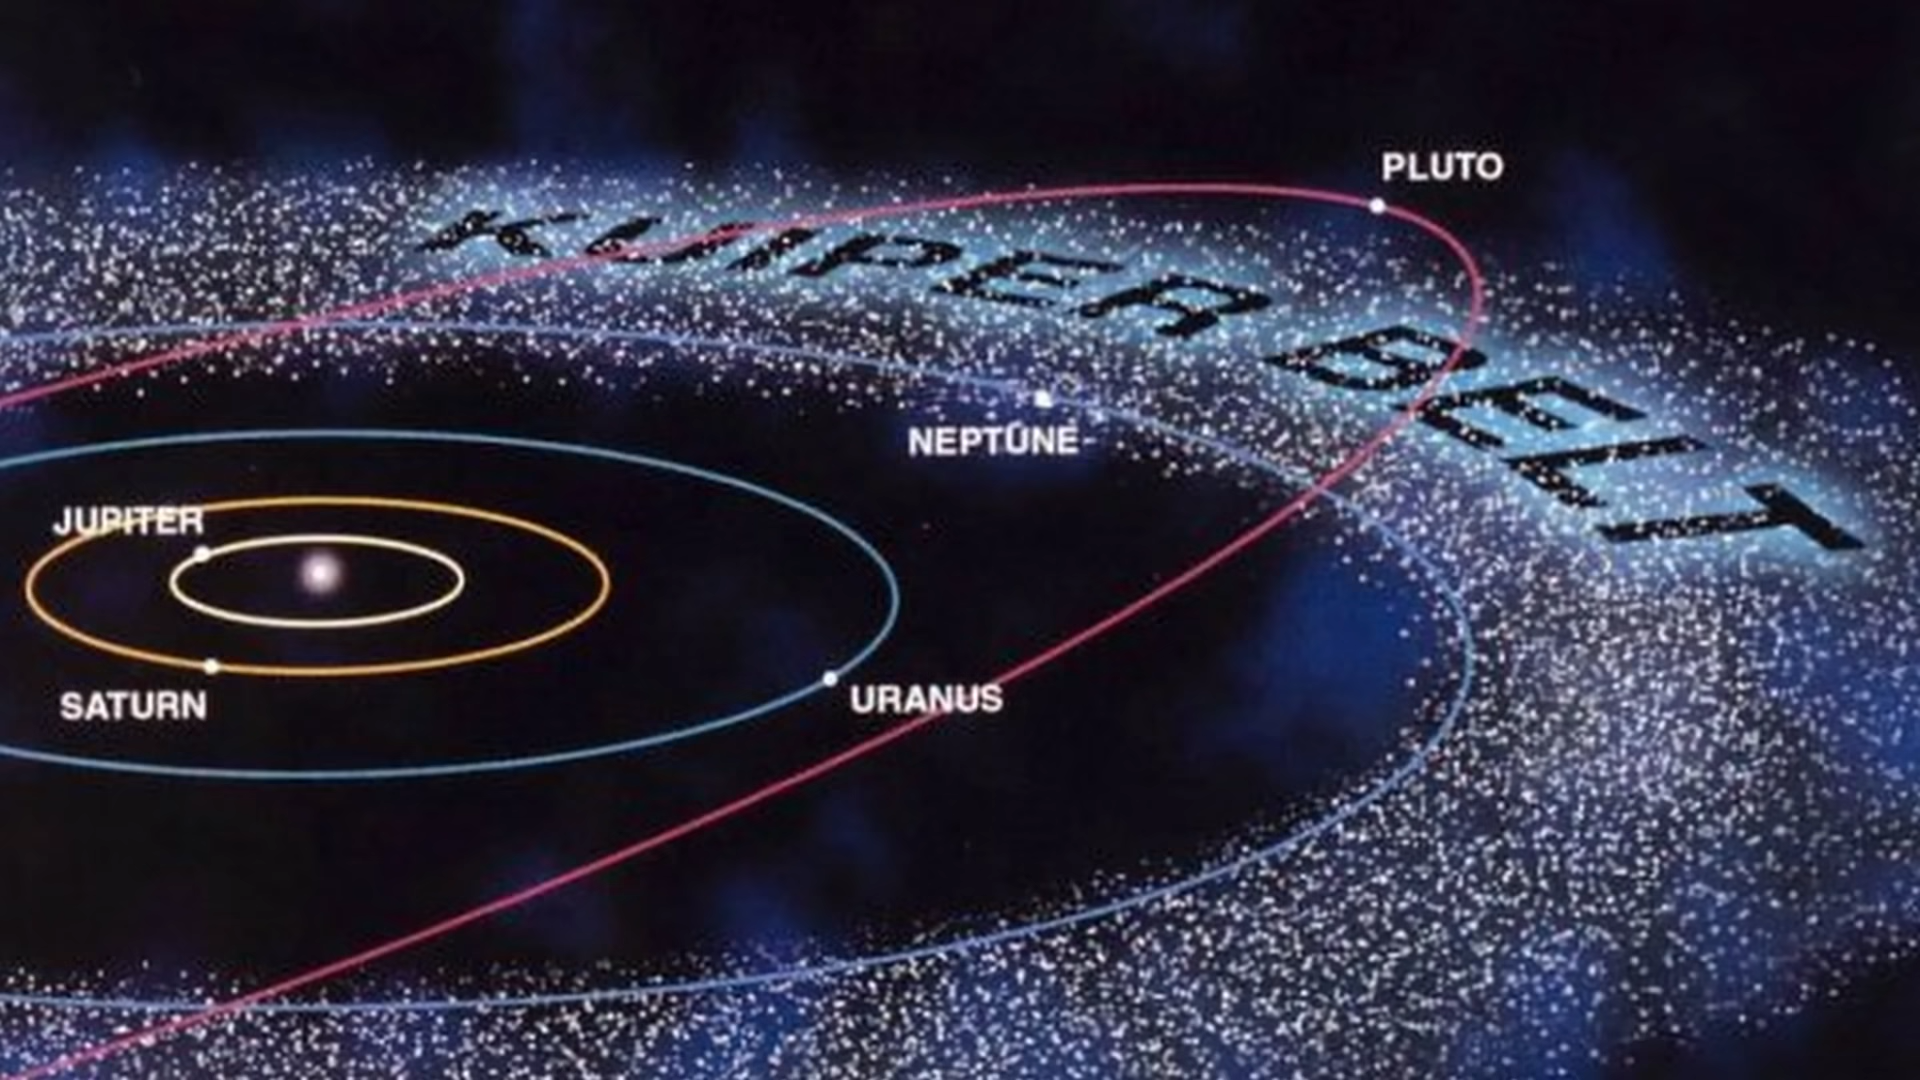 PLUTO
KUIPER BELT
NEPTUNE
JUPITER
SATURN
URANUS